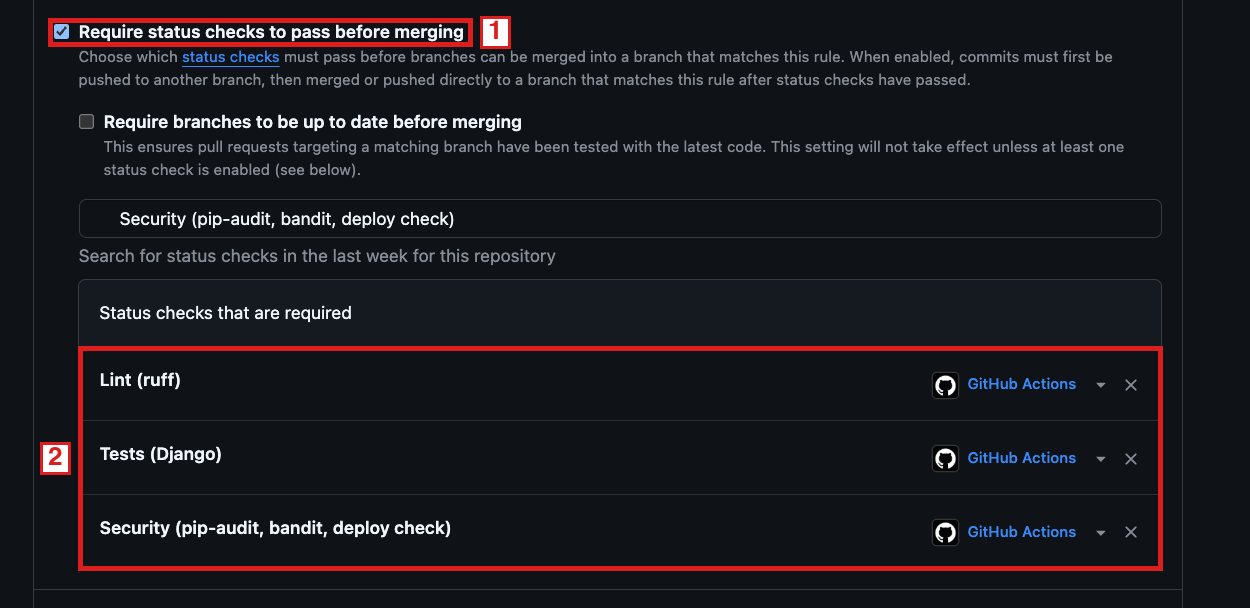 Require status checks to pass before merging
1
Choose which status checks must pass before branches can be merged into a branch that matches this rule. When enabled, commits must first be
pushed to another branch, then merged or pushed directly to a branch that matches this rule after status checks have passed.
Require branches to be up to date before merging
This ensures pull requests targeting a matching branch have been tested with the latest code. This setting will not take effect unless at least one
status check is enabled (see below).
Security (pip-audit, bandit, deploy check)
Search for status checks in the last week for this repository
Status checks that are required
Lint (ruff) GitHub Actions
2
Tests (Django) GitHub Actions
Security (pip-audit, bandit, deploy check) GitHub Actions